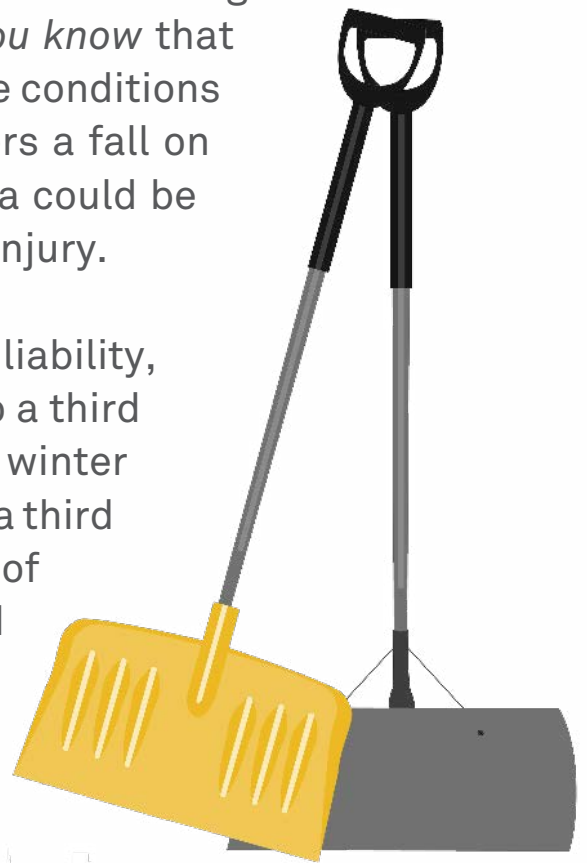 ou know that
e conditions
rs a fall on
a could be
njury.
liability,
o a third
winter
a third
of